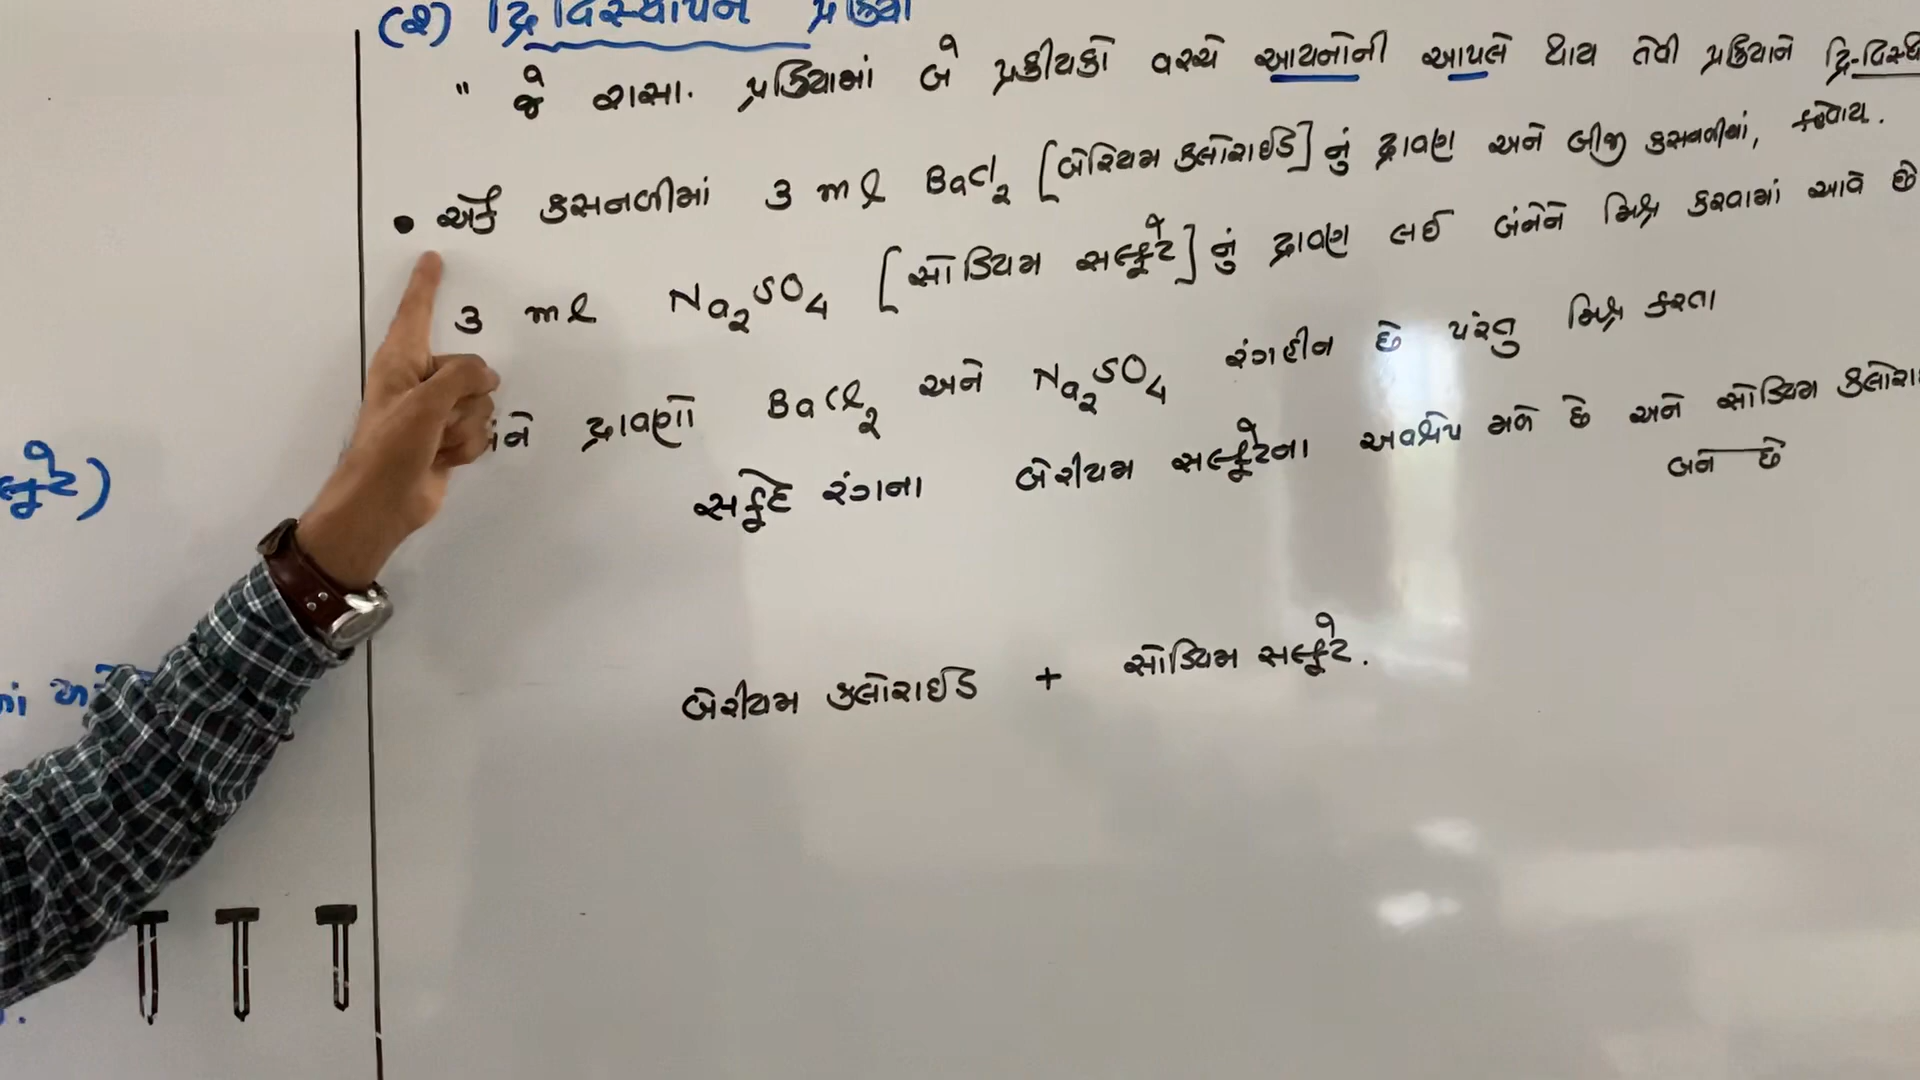 (૨) દ્વિવિસ્થાપન પ્રક્રિયા
" જે રાસા. પ્રક્રિયામાં બે પ્રકીયકો વચ્ચે આયનોની આપલે થાય તેવી પ્રક્રિયાને
કહેવાય.
• એક કસનળીમાં 3 ml BaCl2 [બેરિયમ ક્લોરાઈડ] નું દ્રાવણ અને બીજી કસનળીમાં,
3 ml Na2SO4 [સોડિયમ સલ્ફેટ] નું દ્રાવણ લઈ બંનેને મિશ્ર કરવામાં આવે છે
દ્રાવણો BaCl2 અને Na2SO4 રંગહીન છે પરંતુ મિશ્ર કરતા
સફેદ રંગના બેરીયમ સલ્ફેટના અવક્ષેપ મળે છે અને સોડિયમ
બને છે
બેરીયમ ક્લોરાઈડ + સોડિયમ સલ્ફેટ.